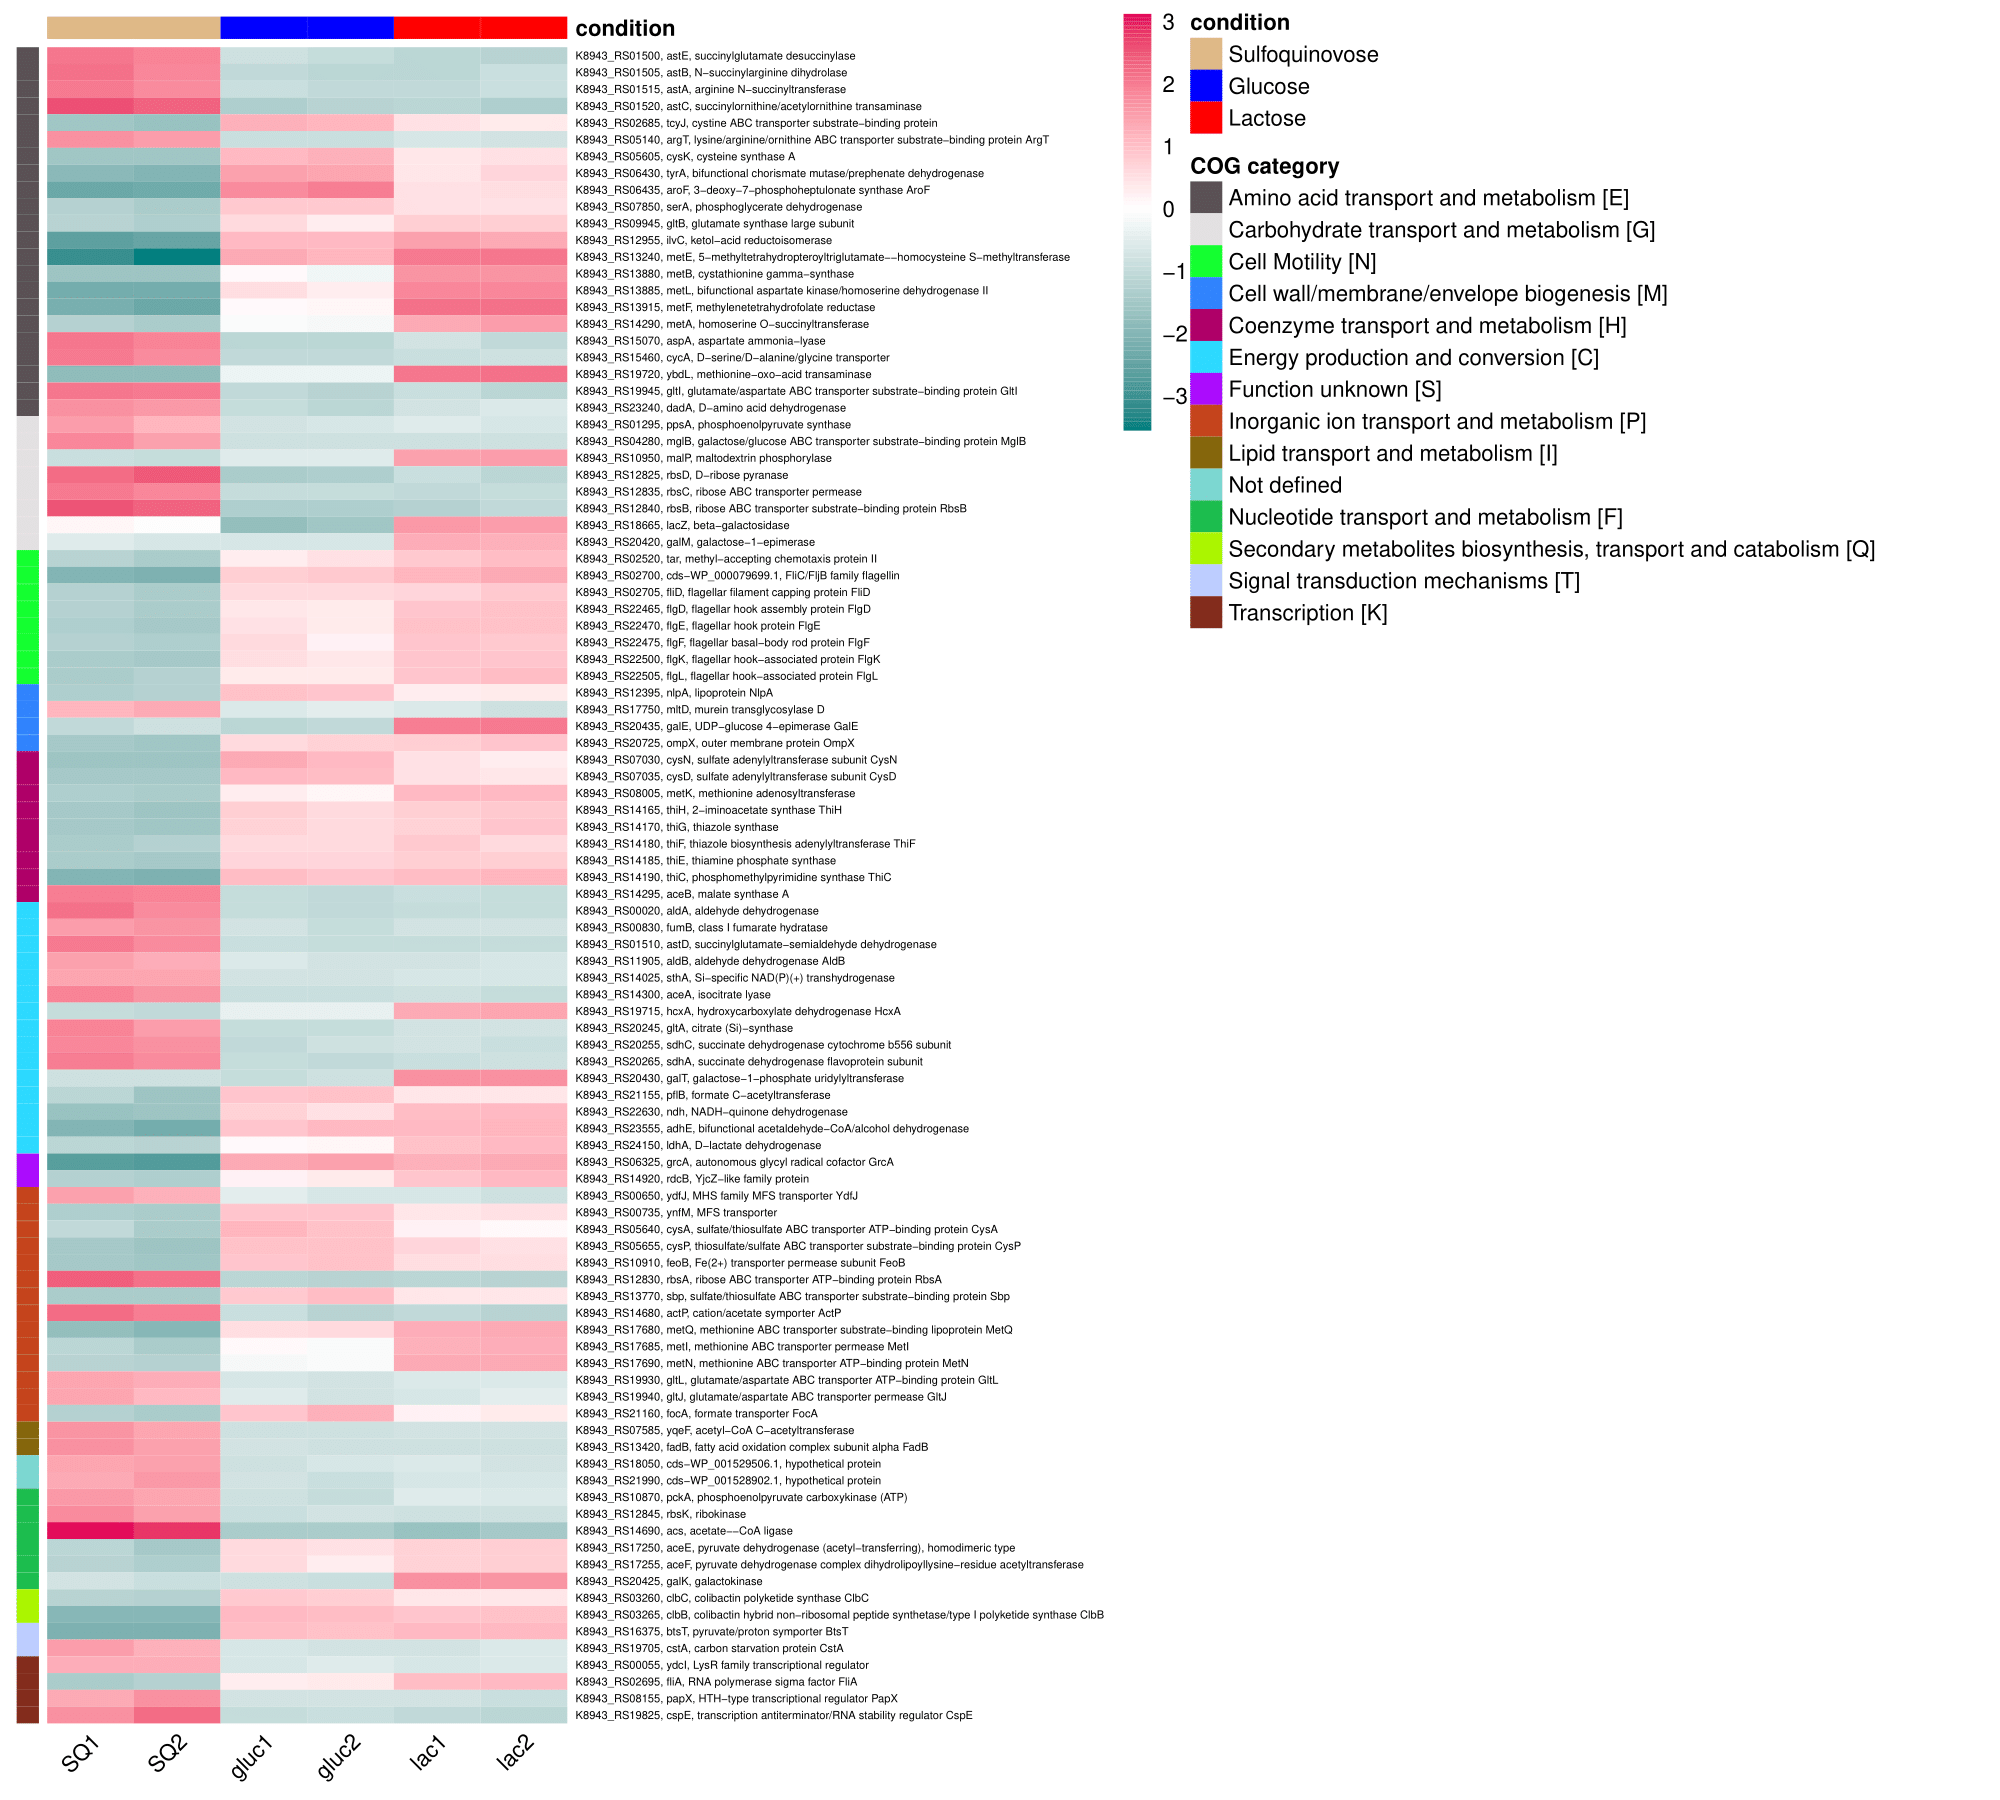 condition
K8943_RS01500, astE, succinylglutamate desuccinylase
K8943_RS01505, astB, N−succinylarginine dihydrolase
K8943_RS01515, astA, arginine N−succinyltransferase
K8943_RS01520, astC, succinylornithine/acetylornithine transaminase
K8943_RS02685, tcyJ, cystine ABC transporter substrate−binding protein
K8943_RS05140, argT, lysine/arginine/ornithine ABC transporter substrate−binding protein ArgT
K8943_RS05605, cysK, cysteine synthase A
K8943_RS06430, tyrA, bifunctional chorismate mutase/prephenate dehydrogenase
K8943_RS06435, aroF, 3−deoxy−7−phosphoheptulonate synthase AroF
K8943_RS07850, serA, phosphoglycerate dehydrogenase
K8943_RS09945, gltB, glutamate synthase large subunit
K8943_RS12955, ilvC, ketol−acid reductoisomerase
K8943_RS13240, metE, 5−methyltetrahydropteroyltriglutamate−−homocysteine S−methyltransferase
K8943_RS13880, metB, cystathionine gamma−synthase
K8943_RS13885, metL, bifunctional aspartate kinase/homoserine dehydrogenase II
K8943_RS13915, metF, methylenetetrahydrofolate reductase
K8943_RS14290, metA, homoserine O−succinyltransferase
K8943_RS15070, aspA, aspartate ammonia−lyase
K8943_RS15460, cycA, D−serine/D−alanine/glycine transporter
K8943_RS19720, ybdL, methionine−oxo−acid transaminase
K8943_RS19945, gltI, glutamate/aspartate ABC transporter substrate−binding protein GltI
K8943_RS23240, dadA, D−amino acid dehydrogenase
K8943_RS01295, ppsA, phosphoenolpyruvate synthase
K8943_RS04280, mglB, galactose/glucose ABC transporter substrate−binding protein MglB
K8943_RS10950, malP, maltodextrin phosphorylase
K8943_RS12825, rbsD, D−ribose pyranase
K8943_RS12835, rbsC, ribose ABC transporter permease
K8943_RS12840, rbsB, ribose ABC transporter substrate−binding protein RbsB
K8943_RS18665, lacZ, beta−galactosidase
K8943_RS20420, galM, galactose−1−epimerase
K8943_RS02520, tar, methyl−accepting chemotaxis protein II
K8943_RS02700, cds−WP_000079699.1, FliC/FljB family flagellin
K8943_RS02705, fliD, flagellar filament capping protein FliD
K8943_RS22465, flgD, flagellar hook assembly protein FlgD
K8943_RS22470, flgE, flagellar hook protein FlgE
K8943_RS22475, flgF, flagellar basal−body rod protein FlgF
K8943_RS22500, flgK, flagellar hook−associated protein FlgK
K8943_RS22505, flgL, flagellar hook−associated protein FlgL
K8943_RS12395, nlpA, lipoprotein NlpA
K8943_RS17750, mltD, murein transglycosylase D
K8943_RS20435, galE, UDP−glucose 4−epimerase GalE
K8943_RS20725, ompX, outer membrane protein OmpX
K8943_RS07030, cysN, sulfate adenylyltransferase subunit CysN
K8943_RS07035, cysD, sulfate adenylyltransferase subunit CysD
K8943_RS08005, metK, methionine adenosyltransferase
K8943_RS14165, thiH, 2−iminoacetate synthase ThiH
K8943_RS14170, thiG, thiazole synthase
K8943_RS14180, thiF, thiazole biosynthesis adenylyltransferase ThiF
K8943_RS14185, thiE, thiamine phosphate synthase
K8943_RS14190, thiC, phosphomethylpyrimidine synthase ThiC
K8943_RS14295, aceB, malate synthase A
K8943_RS00020, aldA, aldehyde dehydrogenase
K8943_RS00830, fumB, class I fumarate hydratase
K8943_RS01510, astD, succinylglutamate−semialdehyde dehydrogenase
K8943_RS11905, aldB, aldehyde dehydrogenase AldB
K8943_RS14025, sthA, Si−specific NAD(P)(+) transhydrogenase
K8943_RS14300, aceA, isocitrate lyase
K8943_RS19715, hcxA, hydroxycarboxylate dehydrogenase HcxA
K8943_RS20245, gltA, citrate (Si)−synthase
K8943_RS20255, sdhC, succinate dehydrogenase cytochrome b556 subunit
K8943_RS20265, sdhA, succinate dehydrogenase flavoprotein subunit
K8943_RS20430, galT, galactose−1−phosphate uridylyltransferase
K8943_RS21155, pflB, formate C−acetyltransferase
K8943_RS22630, ndh, NADH−quinone dehydrogenase
K8943_RS23555, adhE, bifunctional acetaldehyde−CoA/alcohol dehydrogenase
K8943_RS24150, ldhA, D−lactate dehydrogenase
K8943_RS06325, grcA, autonomous glycyl radical cofactor GrcA
K8943_RS14920, rdcB, YjcZ−like family protein
K8943_RS00650, ydfJ, MHS family MFS transporter YdfJ
K8943_RS00735, ynfM, MFS transporter
K8943_RS05640, cysA, sulfate/thiosulfate ABC transporter ATP−binding protein CysA
K8943_RS05655, cysP, thiosulfate/sulfate ABC transporter substrate−binding protein CysP
K8943_RS10910, feoB, Fe(2+) transporter permease subunit FeoB
K8943_RS12830, rbsA, ribose ABC transporter ATP−binding protein RbsA
K8943_RS13770, sbp, sulfate/thiosulfate ABC transporter substrate−binding protein Sbp
K8943_RS14680, actP, cation/acetate symporter ActP
K8943_RS17680, metQ, methionine ABC transporter substrate−binding lipoprotein MetQ
K8943_RS17685, metI, methionine ABC transporter permease MetI
K8943_RS17690, metN, methionine ABC transporter ATP−binding protein MetN
K8943_RS19930, gltL, glutamate/aspartate ABC transporter ATP−binding protein GltL
K8943_RS19940, gltJ, glutamate/aspartate ABC transporter permease GltJ
K8943_RS21160, focA, formate transporter FocA
K8943_RS07585, yqeF, acetyl−CoA C−acetyltransferase
K8943_RS13420, fadB, fatty acid oxidation complex subunit alpha FadB
K8943_RS18050, cds−WP_001529506.1, hypothetical protein
K8943_RS21990, cds−WP_001528902.1, hypothetical protein
K8943_RS10870, pckA, phosphoenolpyruvate carboxykinase (ATP)
K8943_RS12845, rbsK, ribokinase
K8943_RS14690, acs, acetate−−CoA ligase
K8943_RS17250, aceE, pyruvate dehydrogenase (acetyl−transferring), homodimeric type
K8943_RS17255, aceF, pyruvate dehydrogenase complex dihydrolipoyllysine−residue acetyltransferase
K8943_RS20425, galK, galactokinase
K8943_RS03260, clbC, colibactin polyketide synthase ClbC
K8943_RS03265, clbB, colibactin hybrid non−ribosomal peptide synthetase/type I polyketide synthase ClbB
K8943_RS16375, btsT, pyruvate/proton symporter BtsT
K8943_RS19705, cstA, carbon starvation protein CstA
K8943_RS00055, ydcI, LysR family transcriptional regulator
K8943_RS02695, fliA, RNA polymerase sigma factor FliA
K8943_RS08155, papX, HTH−type transcriptional regulator PapX
K8943_RS19825, cspE, transcription antiterminator/RNA stability regulator CspE
SQ1
SQ2
gluc1
gluc2
lac1
lac2
3
2
1
0
−1
−2
−3
condition
Sulfoquinovose
Glucose
Lactose
COG category
Amino acid transport and metabolism [E]
Carbohydrate transport and metabolism [G]
Cell Motility [N]
Cell wall/membrane/envelope biogenesis [M]
Coenzyme transport and metabolism [H]
Energy production and conversion [C]
Function unknown [S]
Inorganic ion transport and metabolism [P]
Lipid transport and metabolism [I]
Not defined
Nucleotide transport and metabolism [F]
Secondary metabolites biosynthesis, transport and catabolism [Q]
Signal transduction mechanisms [T]
Transcription [K]